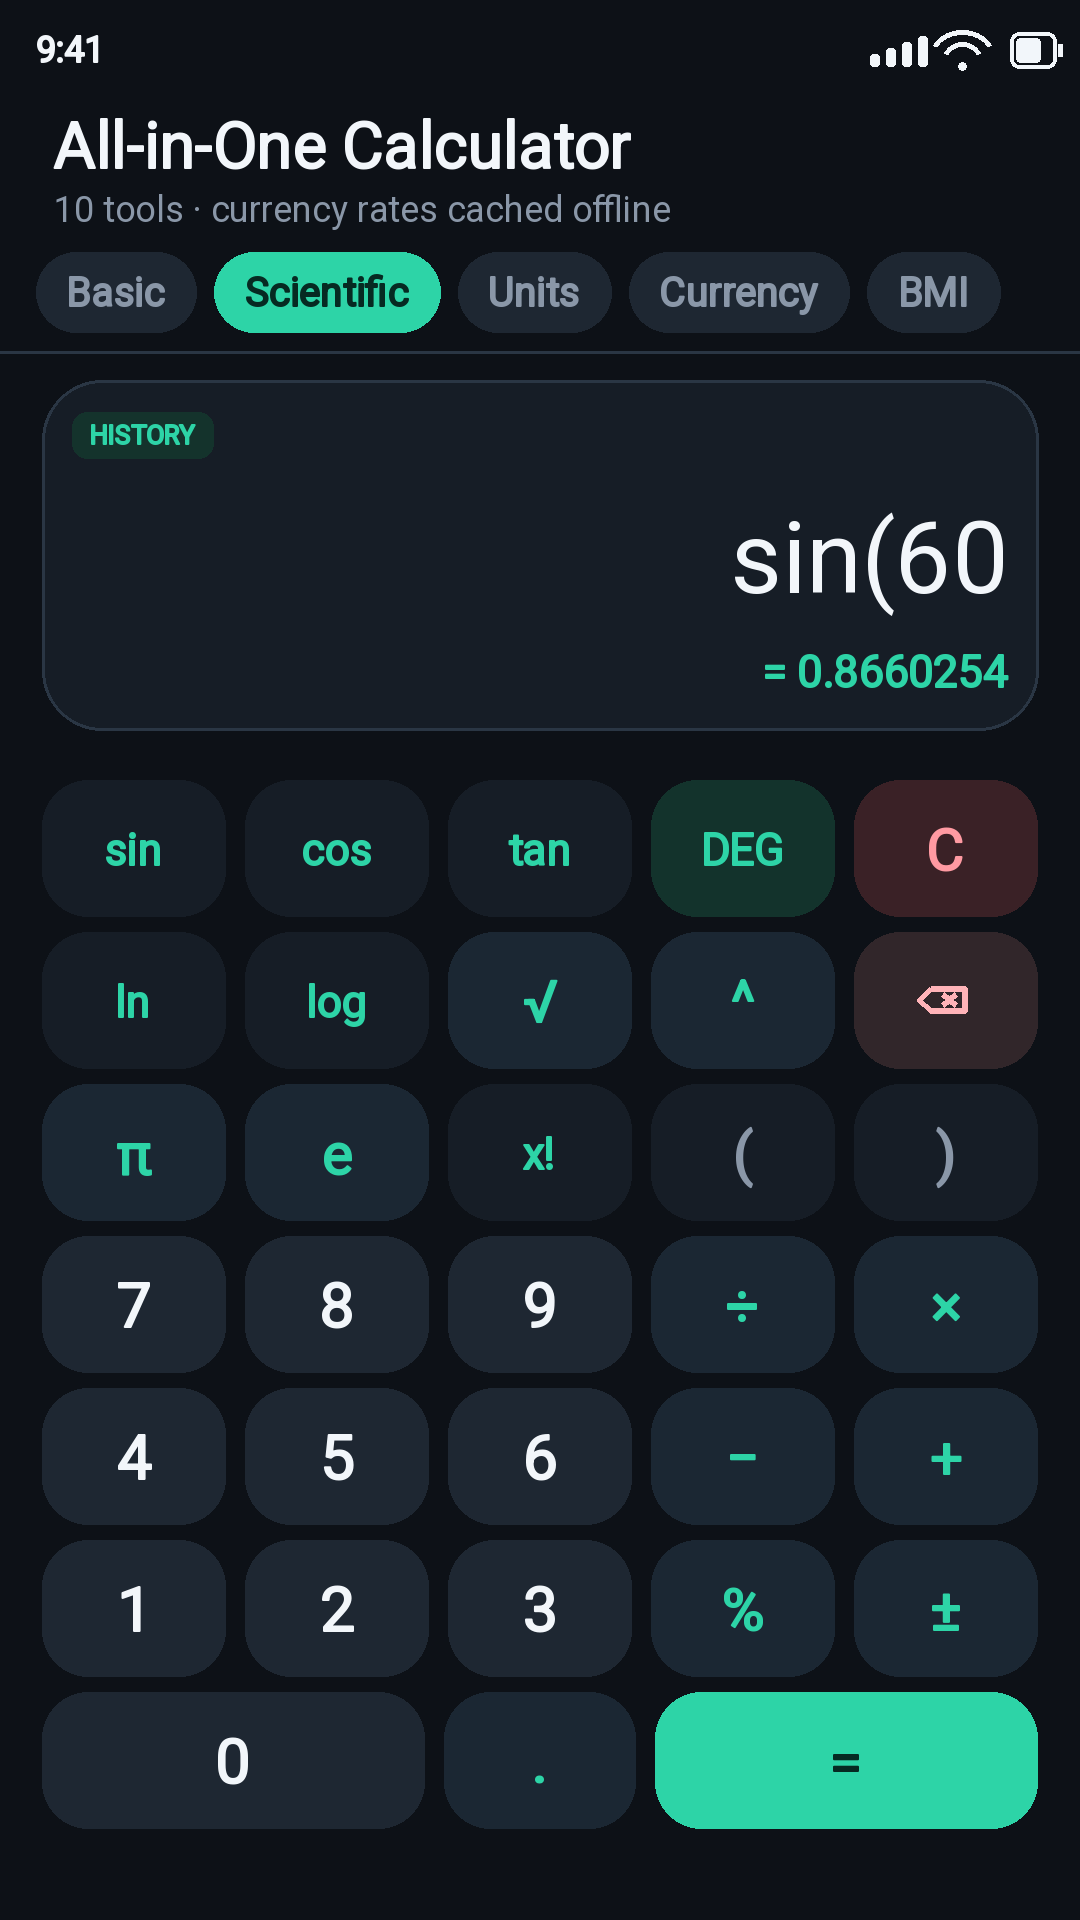 9:41
All-in-One Calculator
10 tools · currency rates cached offline
Basic Scientific Units Currency BMI
HISTORY
sin(60
= 0.8660254
sin cos tan DEG C
ln log √ ^
π e x! ( )
7 8 9 ÷ ×
4 5 6 − +
1 2 3 % ±
0 . =